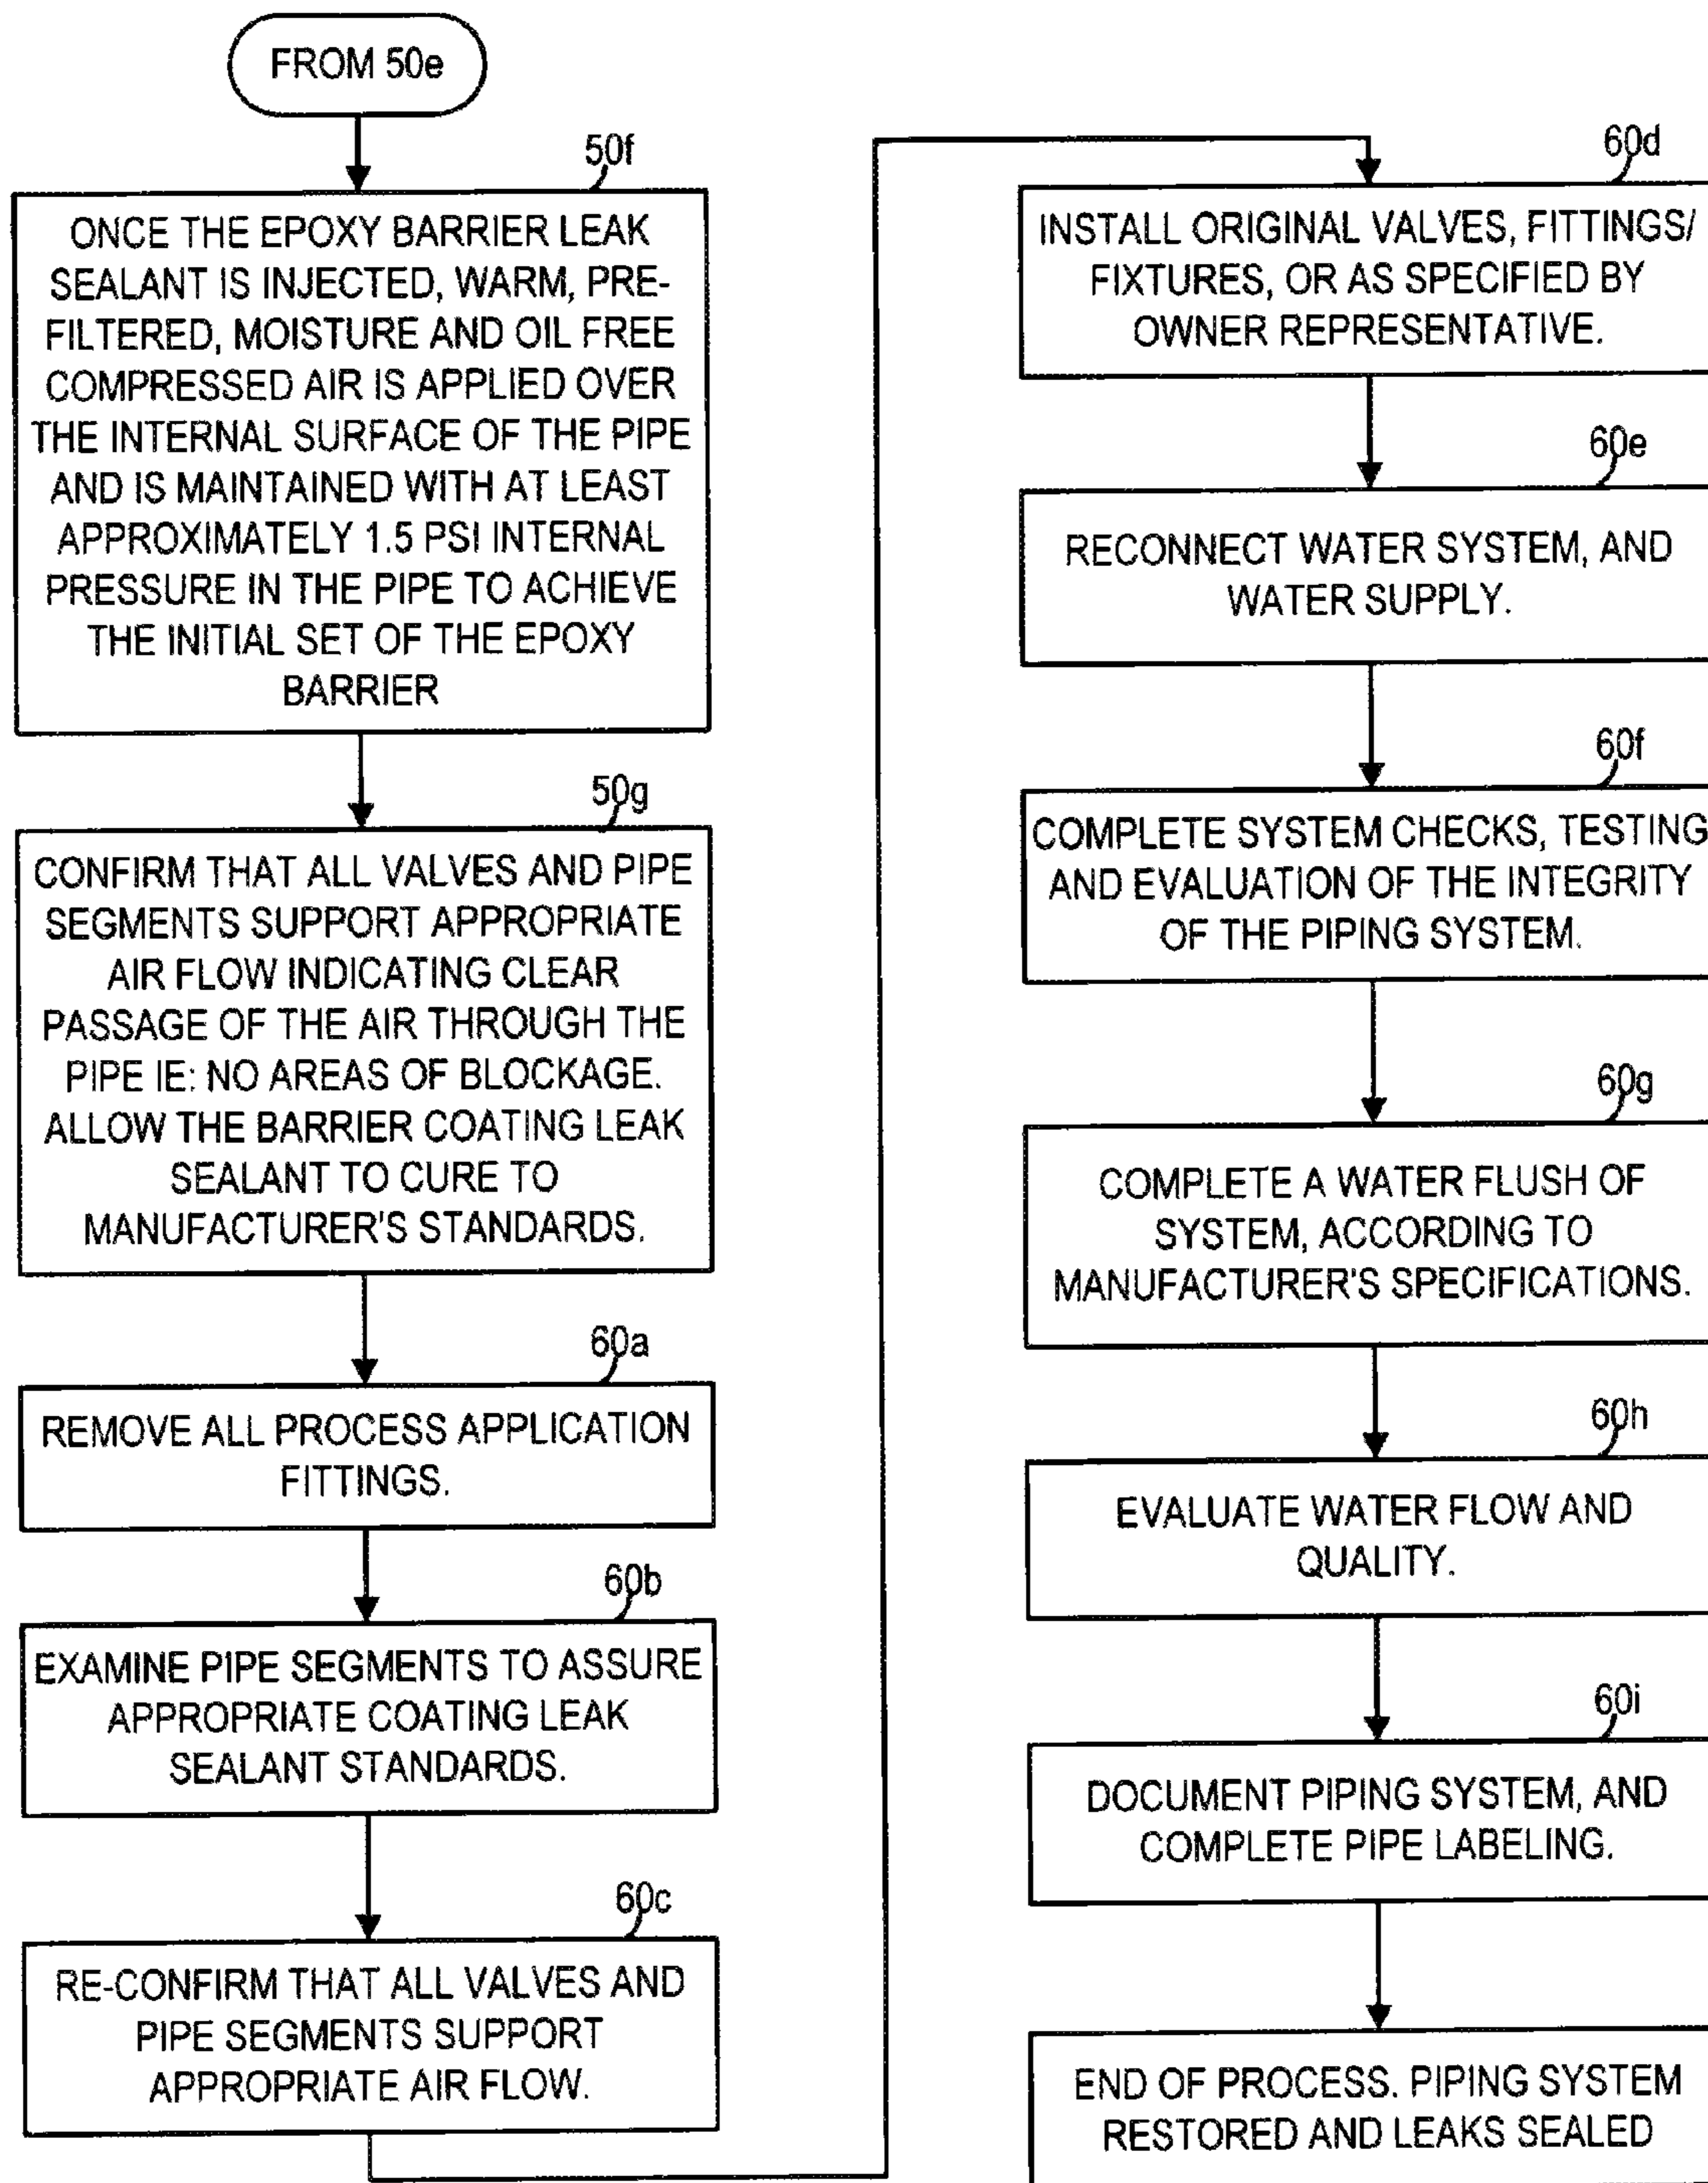 FROM 50e
50f
ONCE THE EPOXY BARRIER LEAK
SEALANT IS INJECTED, WARM, PRE-
FILTERED, MOISTURE AND OIL FREE
COMPRESSED AIR IS APPLIED OVER
THE INTERNAL SURFACE OF THE PIPE
AND IS MAINTAINED WITH AT LEAST
APPROXIMATELY 1.5 PSI INTERNAL
PRESSURE IN THE PIPE TO ACHIEVE
THE INITIAL SET OF THE EPOXY
BARRIER
50g
CONFIRM THAT ALL VALVES AND PIPE
SEGMENTS SUPPORT APPROPRIATE
AIR FLOW INDICATING CLEAR
PASSAGE OF THE AIR THROUGH THE
PIPE IE: NO AREAS OF BLOCKAGE.
ALLOW THE BARRIER COATING LEAK
SEALANT TO CURE TO
MANUFACTURER'S STANDARDS.
60a
REMOVE ALL PROCESS APPLICATION
FITTINGS.
60b
EXAMINE PIPE SEGMENTS TO ASSURE
APPROPRIATE COATING LEAK
SEALANT STANDARDS.
60c
RE-CONFIRM THAT ALL VALVES AND
PIPE SEGMENTS SUPPORT
APPROPRIATE AIR FLOW.
60d
INSTALL ORIGINAL VALVES, FITTINGS/
FIXTURES, OR AS SPECIFIED BY
OWNER REPRESENTATIVE.
60e
RECONNECT WATER SYSTEM, AND
WATER SUPPLY.
60f
COMPLETE SYSTEM CHECKS, TESTING
AND EVALUATION OF THE INTEGRITY
OF THE PIPING SYSTEM.
60g
COMPLETE A WATER FLUSH OF
SYSTEM, ACCORDING TO
MANUFACTURER'S SPECIFICATIONS.
60h
EVALUATE WATER FLOW AND
QUALITY.
60i
DOCUMENT PIPING SYSTEM, AND
COMPLETE PIPE LABELING.
END OF PROCESS. PIPING SYSTEM
RESTORED AND LEAKS SEALED